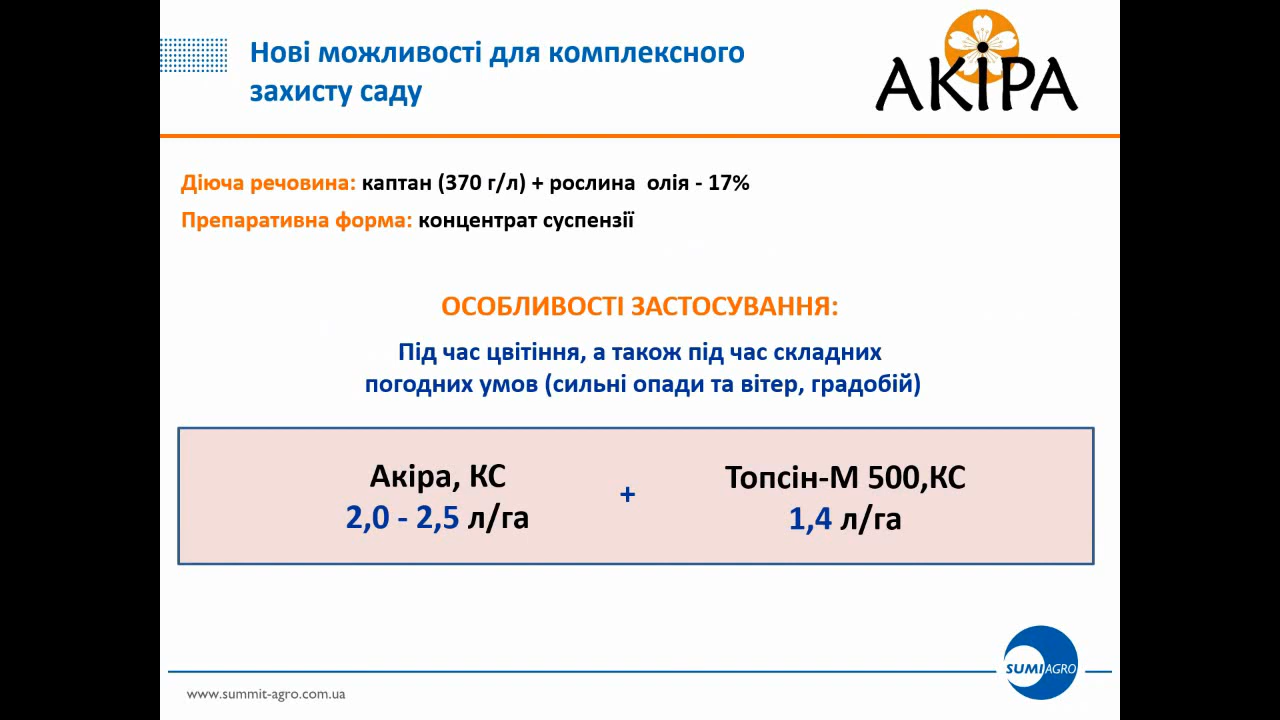 Нові можливості для комплексного
захисту саду
АКІРА
Діюча речовина: каптан (370 г/л) + рослина олія - 17%
Препаративна форма: концентрат суспензії
ОСОБЛИВОСТІ ЗАСТОСУВАННЯ:
Під час цвітіння, а також під час складних
погодних умов (сильні опади та вітер, градобій)
Акіра, КС
2,0 - 2,5 л/га
+
Топсін-М 500,КС
1,4 л/га
SUMI AGRO
www.summit-agro.com.ua